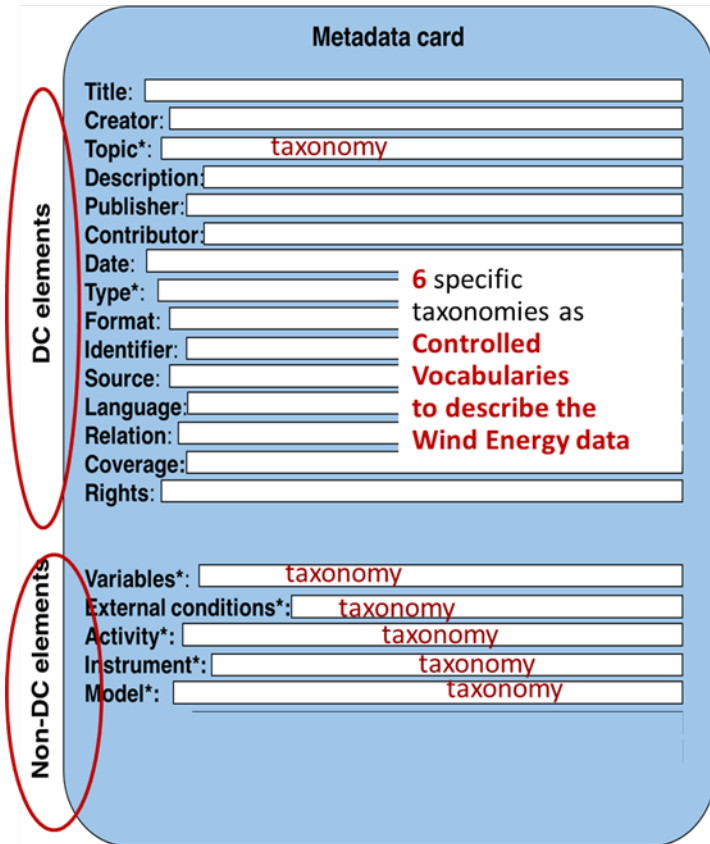 Metadata card
DC elements
Title:
Creator:
Topic*: taxonomy
Description:
Publisher:
Contributor:
Date:
Type*:
Format:
Identifier:
Source:
Language:
Relation:
Coverage:
Rights:
6 specific
taxonomies as
Controlled
Vocabularies
to describe the
Wind Energy data
Non-DC elements
Variables*: taxonomy
External conditions*: taxonomy
Activity*: taxonomy
Instrument*: taxonomy
Model*: taxonomy